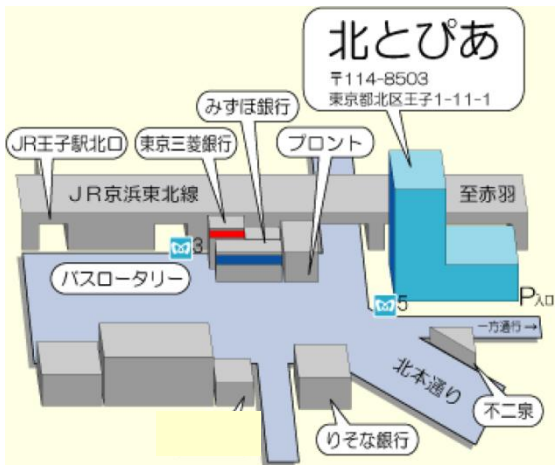 北とぴあ
〒114-8503
東京都北区王子1-11-1
みずほ銀行
JR王子駅北口
東京三菱銀行
プロント
JR京浜東北線
至赤羽
3
バスロータリー
5
P入口
一方通行→
北本通り
不二泉
りそな銀行